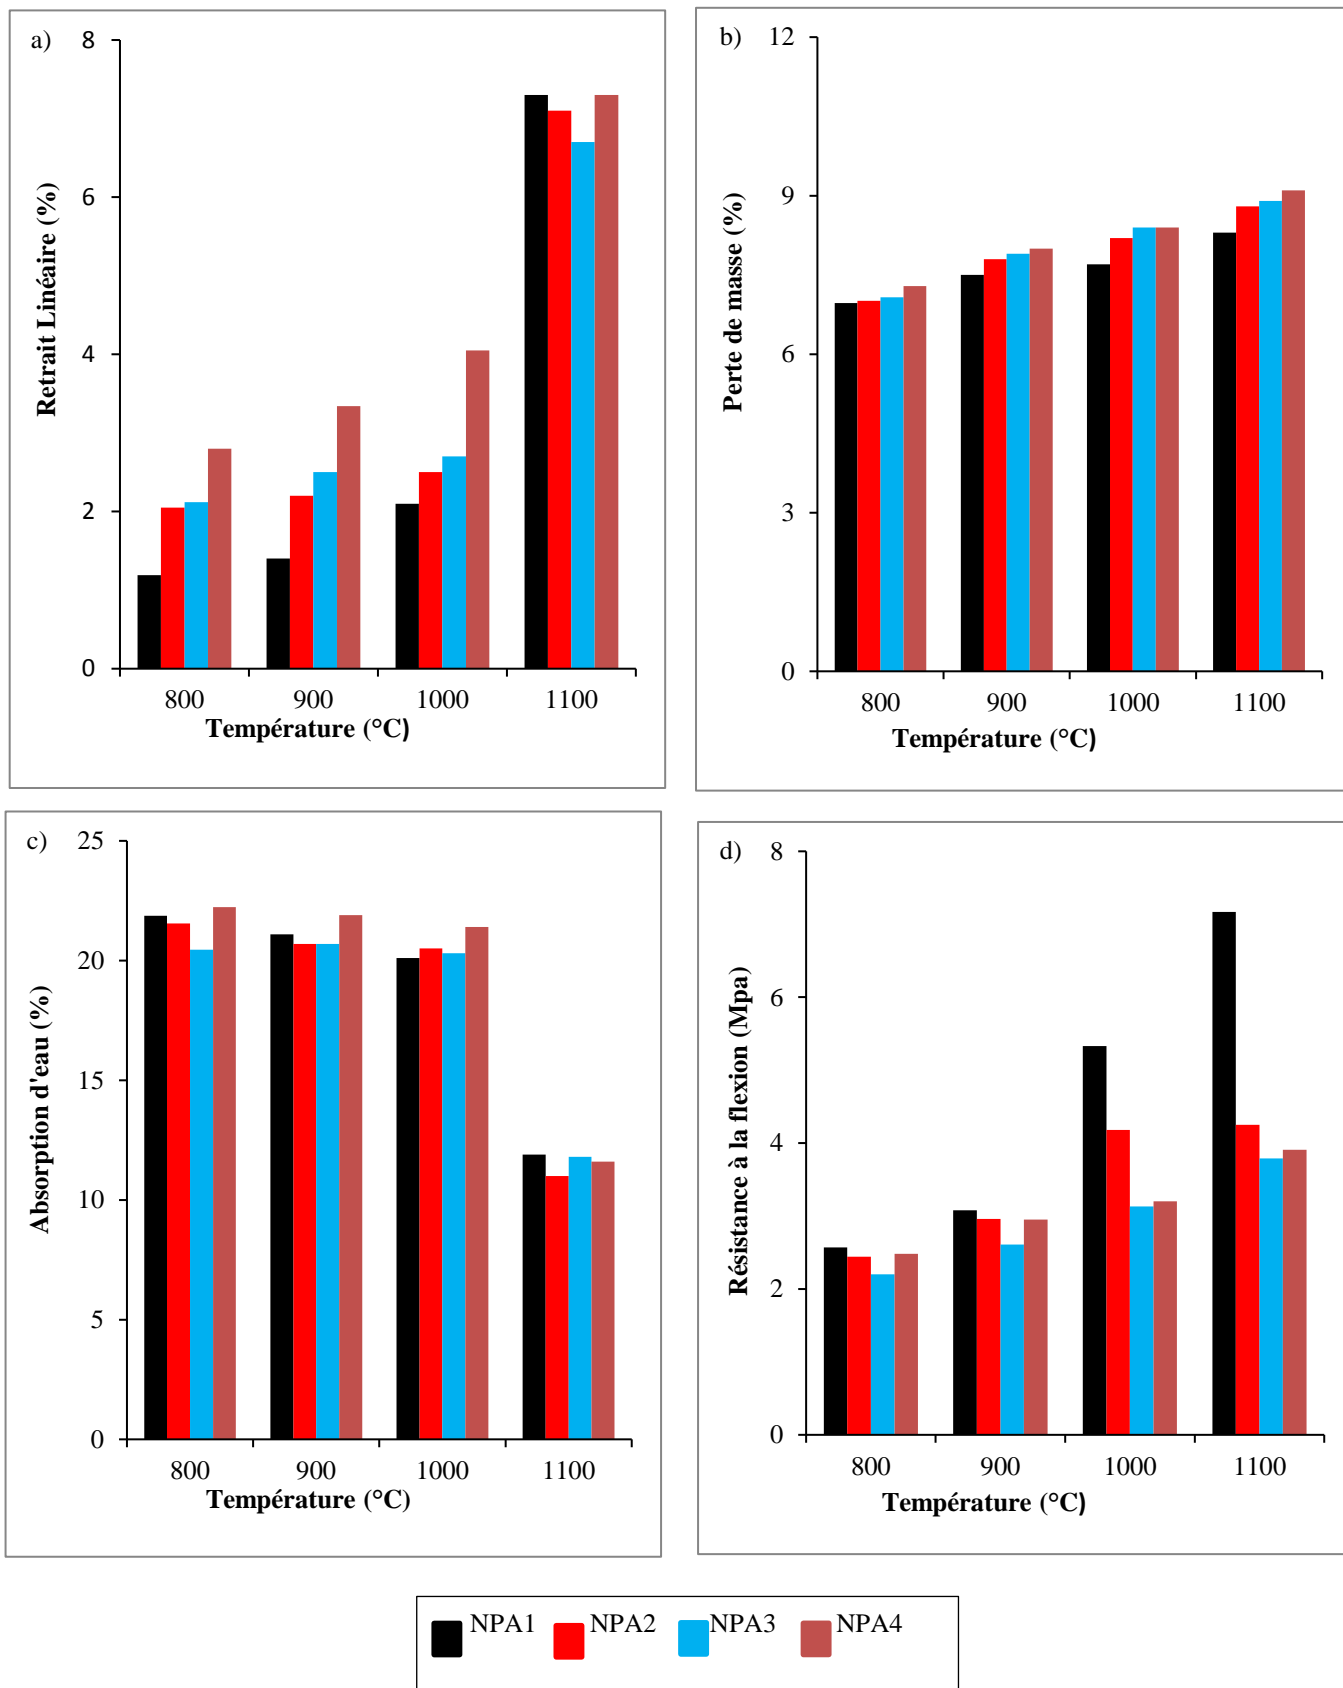 a)
8
6
4
2
0
Retrait Linéaire (%)
800 900 1000 1100
Température (°C)
b)
12
9
6
3
0
Perte de masse (%)
800 900 1000 1100
Température (°C)
c)
25
20
15
10
5
0
Absorption d'eau (%)
800 900 1000 1100
Température (°C)
d)
8
6
4
2
0
Résistance à la flexion (Mpa)
800 900 1000 1100
Température (°C)
NPA1 NPA2 NPA3 NPA4